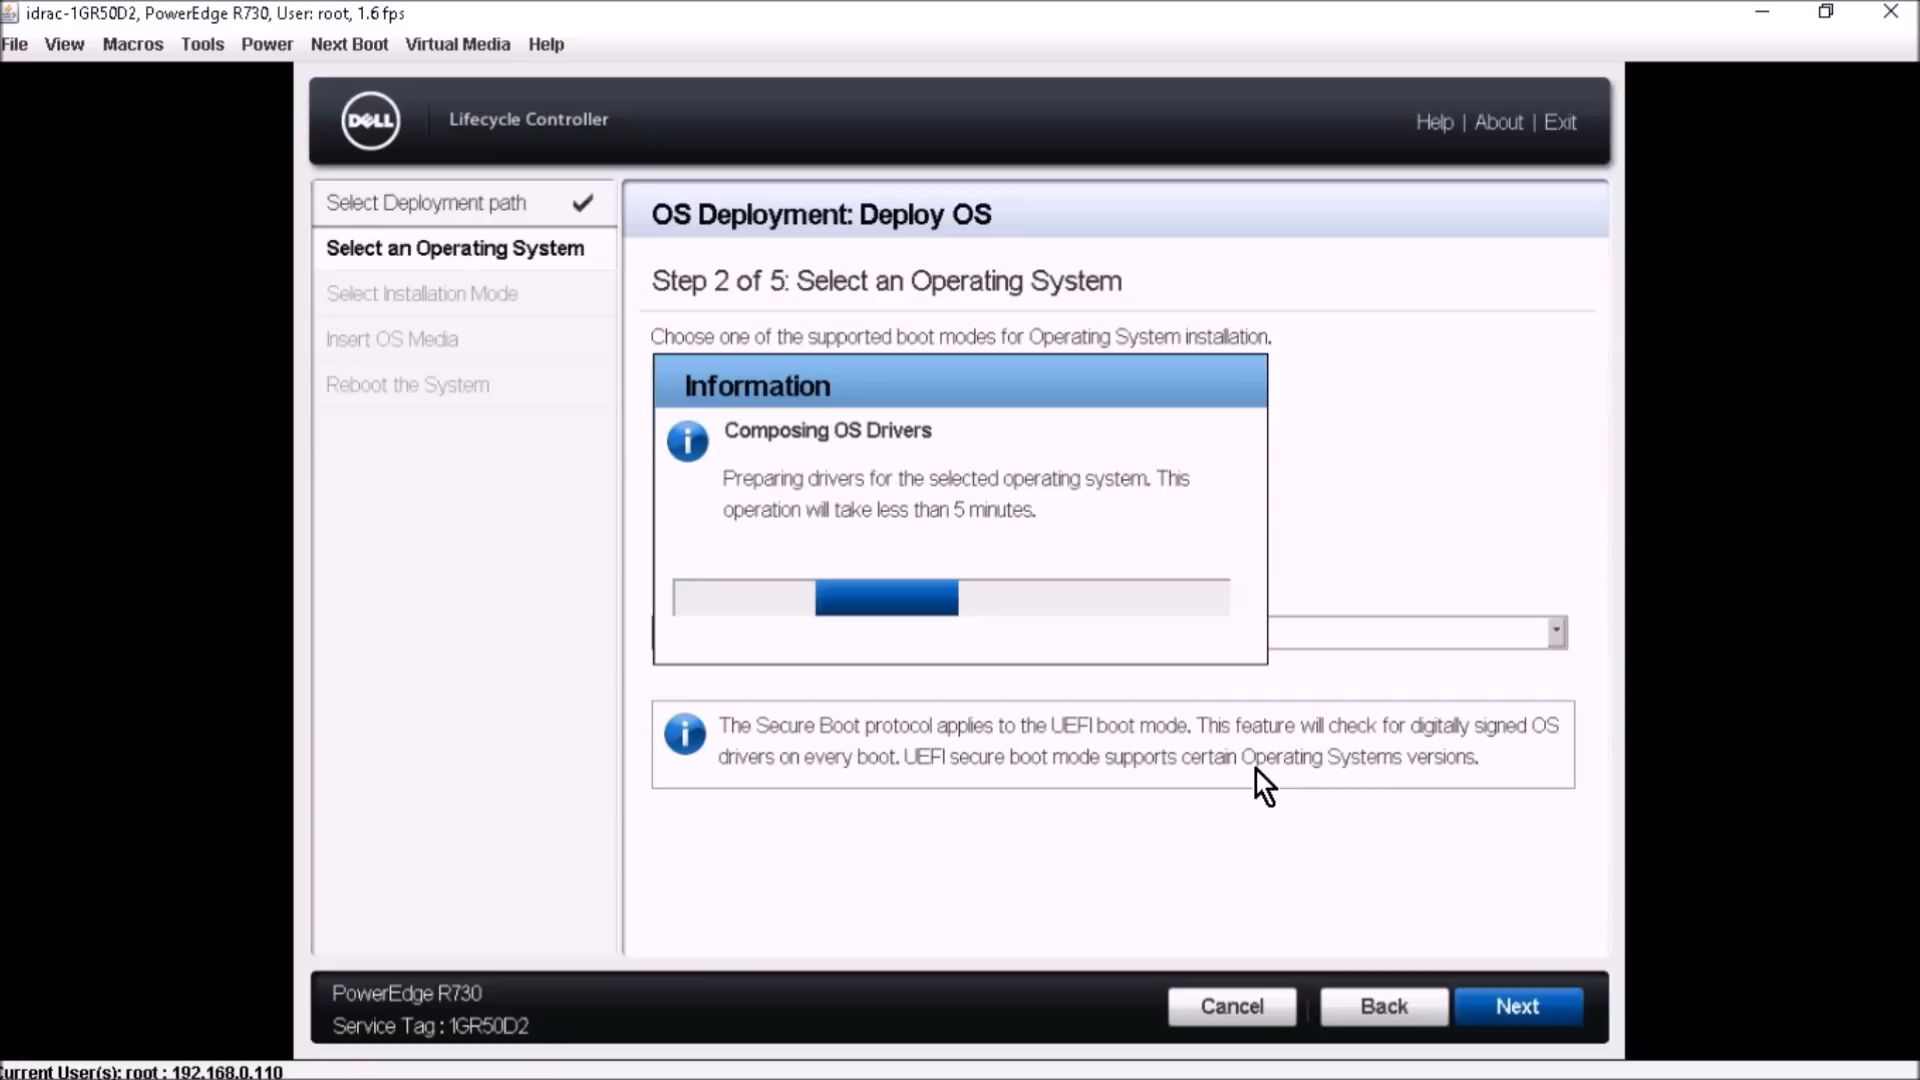 idrac-1GR50D2, PowerEdge R730, User: root, 1.6 fps
File View Macros Tools Power Next Boot Virtual Media Help
DELL Lifecycle Controller Help | About | Exit
Select Deployment path
Select an Operating System
Select Installation Mode
Insert OS Media
Reboot the System
OS Deployment: Deploy OS
Step 2 of 5: Select an Operating System
Choose one of the supported boot modes for Operating System installation.
Information
Composing OS Drivers
Preparing drivers for the selected operating system. This
operation will take less than 5 minutes.
The Secure Boot protocol applies to the UEFI boot mode. This feature will check for digitally signed OS
drivers on every boot. UEFI secure boot mode supports certain Operating Systems versions.
PowerEdge R730
Service Tag : 1GR50D2
Cancel Back Next
urrent User(s): root : 192.168.0.110